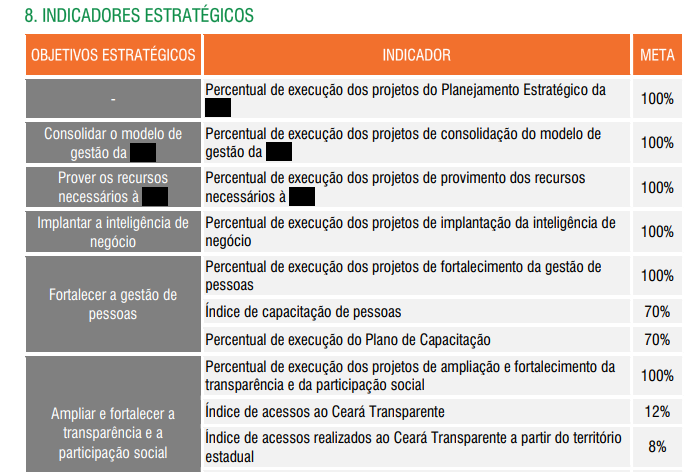 8. INDICADORES ESTRATÉGICOS
OBJETIVOS ESTRATÉGICOS INDICADOR META
- Percentual de execução dos projetos do Planejamento Estratégico da 100%
Consolidar o modelo de
gestão da
Percentual de execução dos projetos de consolidação do modelo de
gestão da
100%
Prover os recursos
necessários à
Percentual de execução dos projetos de provimento dos recursos
necessários à
100%
Implantar a inteligência de
negócio
Percentual de execução dos projetos de implantação da inteligência de
negócio
100%
Fortalecer a gestão de
pessoas
Percentual de execução dos projetos de fortalecimento da gestão de
pessoas
100%
Índice de capacitação de pessoas 70%
Percentual de execução do Plano de Capacitação 70%
Ampliar e fortalecer a
transparência e a
participação social
Percentual de execução dos projetos de ampliação e fortalecimento da
transparência e da participação social
100%
Índice de acessos ao Ceará Transparente 12%
Índice de acessos realizados ao Ceará Transparente a partir do território
estadual
8%